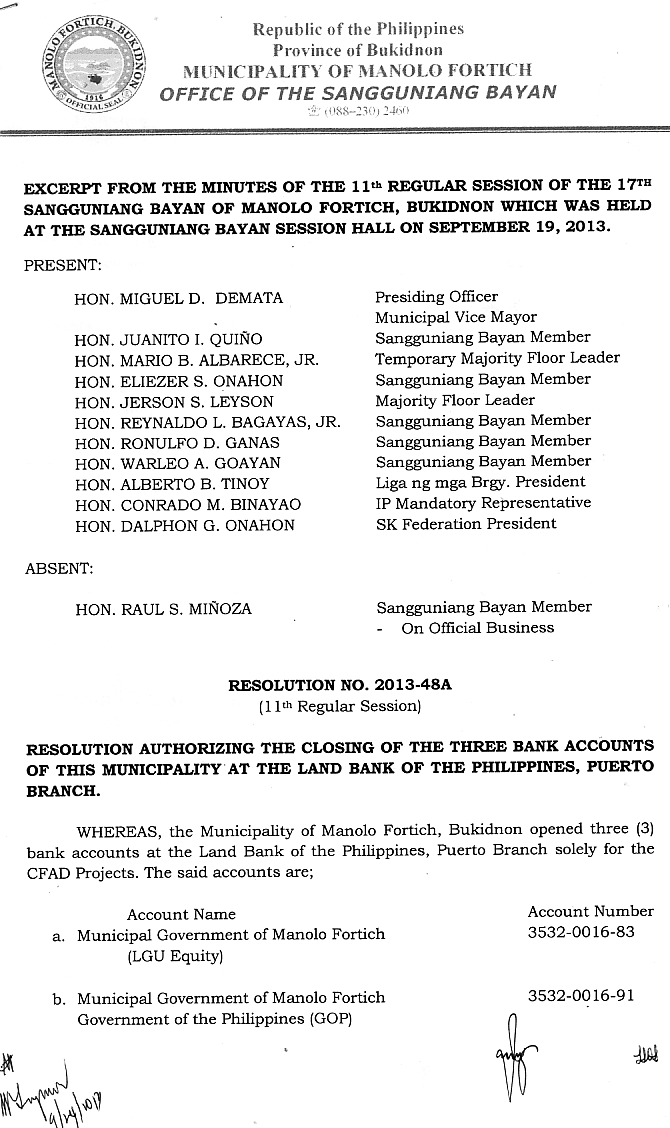 MANOLO FORTICH, BUKIDNON
1916
OFFICIAL SEAL
Republic of the Philippines
Province of Bukidnon
MUNICIPALITY OF MANOLO FORTICH
OFFICE OF THE SANGGUNIANG BAYAN
☏ (088–230) 2460
EXCERPT FROM THE MINUTES OF THE 11th REGULAR SESSION OF THE 17TH
SANGGUNIANG BAYAN OF MANOLO FORTICH, BUKIDNON WHICH WAS HELD
AT THE SANGGUNIANG BAYAN SESSION HALL ON SEPTEMBER 19, 2013.
PRESENT:
HON. MIGUEL D. DEMATA Presiding Officer
Municipal Vice Mayor
HON. JUANITO I. QUIÑO Sangguniang Bayan Member
HON. MARIO B. ALBARECE, JR. Temporary Majority Floor Leader
HON. ELIEZER S. ONAHON Sangguniang Bayan Member
HON. JERSON S. LEYSON Majority Floor Leader
HON. REYNALDO L. BAGAYAS, JR. Sangguniang Bayan Member
HON. RONULFO D. GANAS Sangguniang Bayan Member
HON. WARLEO A. GOAYAN Sangguniang Bayan Member
HON. ALBERTO B. TINOY Liga ng mga Brgy. President
HON. CONRADO M. BINAYAO IP Mandatory Representative
HON. DALPHON G. ONAHON SK Federation President
ABSENT:
HON. RAUL S. MIÑOZA Sangguniang Bayan Member
- On Official Business
RESOLUTION NO. 2013-48A
(11th Regular Session)
RESOLUTION AUTHORIZING THE CLOSING OF THE THREE BANK ACCOUNTS
OF THIS MUNICIPALITY AT THE LAND BANK OF THE PHILIPPINES, PUERTO
BRANCH.
WHEREAS, the Municipality of Manolo Fortich, Bukidnon opened three (3)
bank accounts at the Land Bank of the Philippines, Puerto Branch solely for the
CFAD Projects. The said accounts are;
Account Name Account Number
a. Municipal Government of Manolo Fortich 3532-0016-83
(LGU Equity)
b. Municipal Government of Manolo Fortich 3532-0016-91
Government of the Philippines (GOP)